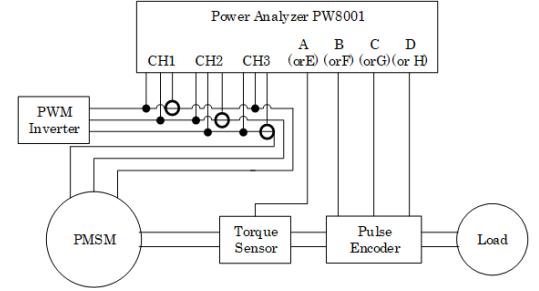 Power Analyzer PW8001
A B C D
CH1 CH2 CH3 (orE) (orF) (orG) (or H)
PWM
Inverter
PMSM
Torque
Sensor
Pulse
Encoder
Load